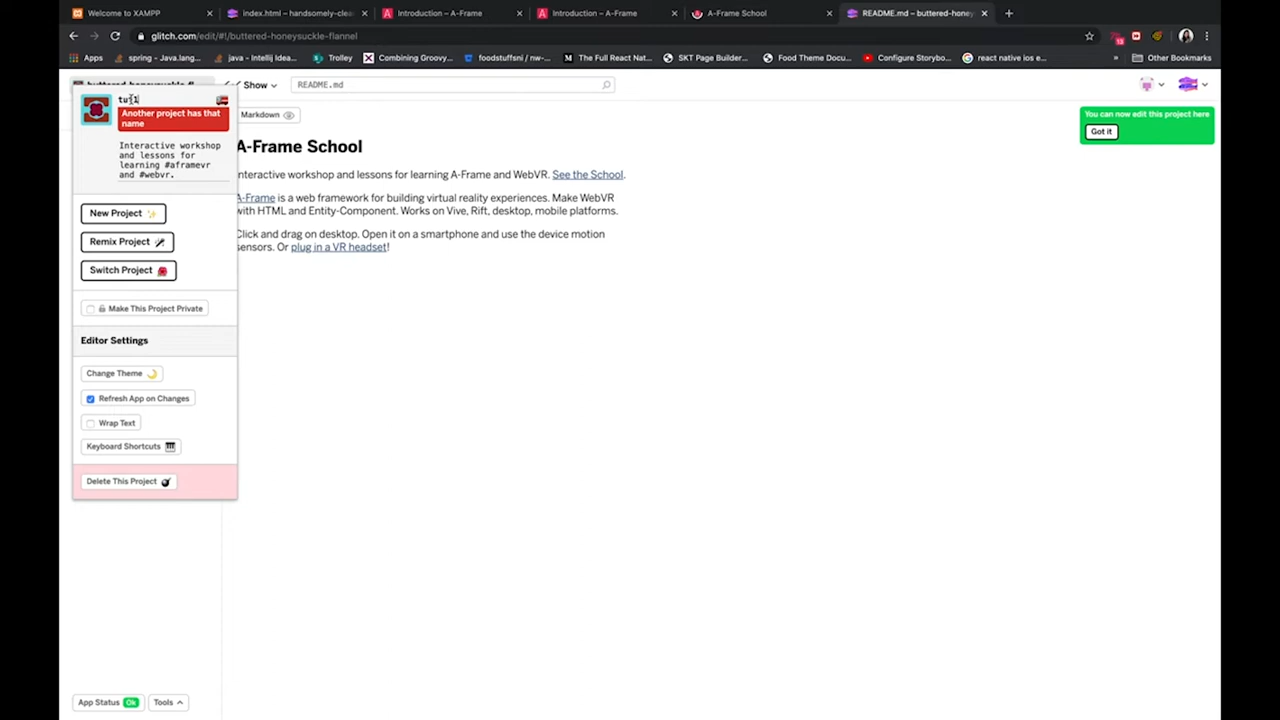 Welcome to XAMPP
index.html – handsomely-clea
Introduction – A-Frame
Introduction – A-Frame
A-Frame School
README.md – buttered-honey
glitch.com/edit/#!/buttered-honeysuckle-flannel
Apps
spring - Java.lang...
java - Intellij Idea...
Trolley
Combining Groovy...
foodstuffsni / nw-...
The Full React Nat...
SKT Page Builder...
Food Theme Docu...
Configure Storybo...
react native ios e...
»
Other Bookmarks
Show
README.md
Another project has that
name
Interactive workshop
and lessons for
learning #aframevr
and #webvr.
New Project
Remix Project
Switch Project
Make This Project Private
Editor Settings
Change Theme
Refresh App on Changes
Wrap Text
Keyboard Shortcuts
Delete This Project
Markdown
A-Frame School
nteractive workshop and lessons for learning A-Frame and WebVR. See the School.
A-Frame is a web framework for building virtual reality experiences. Make WebVR
with HTML and Entity-Component. Works on Vive, Rift, desktop, mobile platforms.
Click and drag on desktop. Open it on a smartphone and use the device motion
sensors. Or plug in a VR headset!
You can now edit this project here
Got it
App Status Ok
Tools